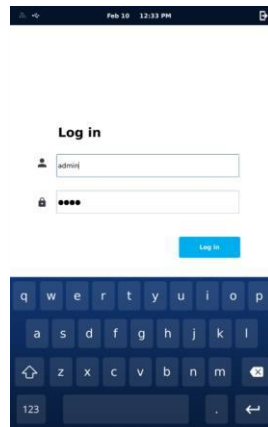 Feb 10 12:33 PM
Log in
admin
●●●●
Log in
q w e r t y u i o p
a s d f g h j k l
z x c v b n m
123 .